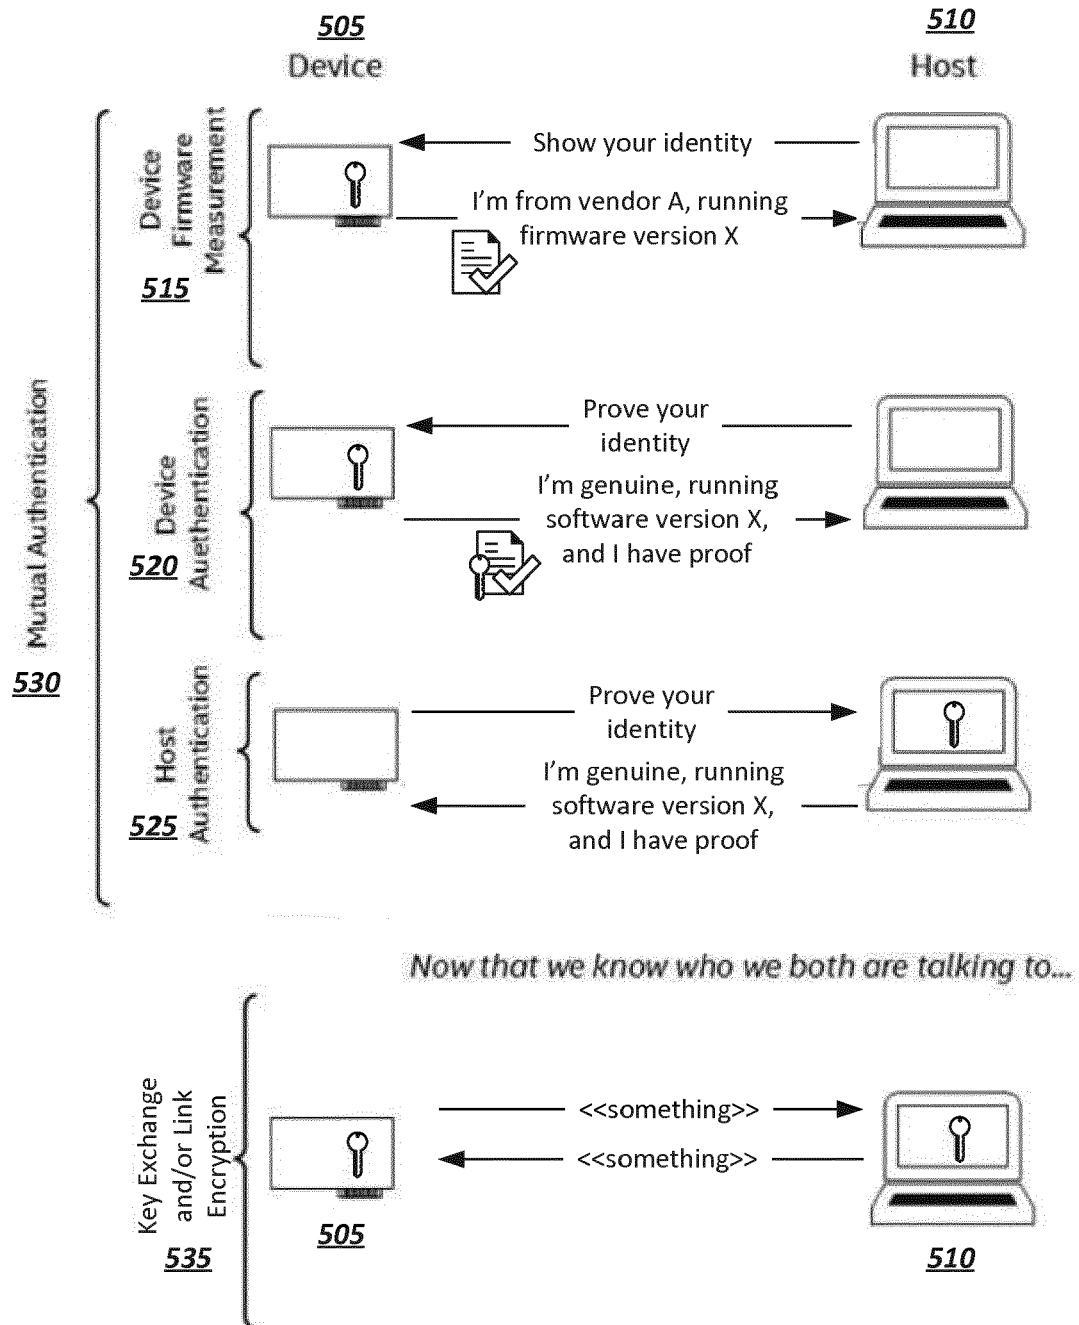 505
510
Device
Host
Device
Firmware
Measurement
515
Show your identity
I'm from vendor A, running
firmware version X
Mutual Authentication
530
Device
Auethentication
520
Prove your
identity
I'm genuine, running
software version X,
and I have proof
Host
Authentication
525
Prove your
identity
I'm genuine, running
software version X,
and I have proof
Now that we know who we both are talking to...
Key Exchange
and/or Link
Encryption
535
<<something>>
<<something>>
505
510